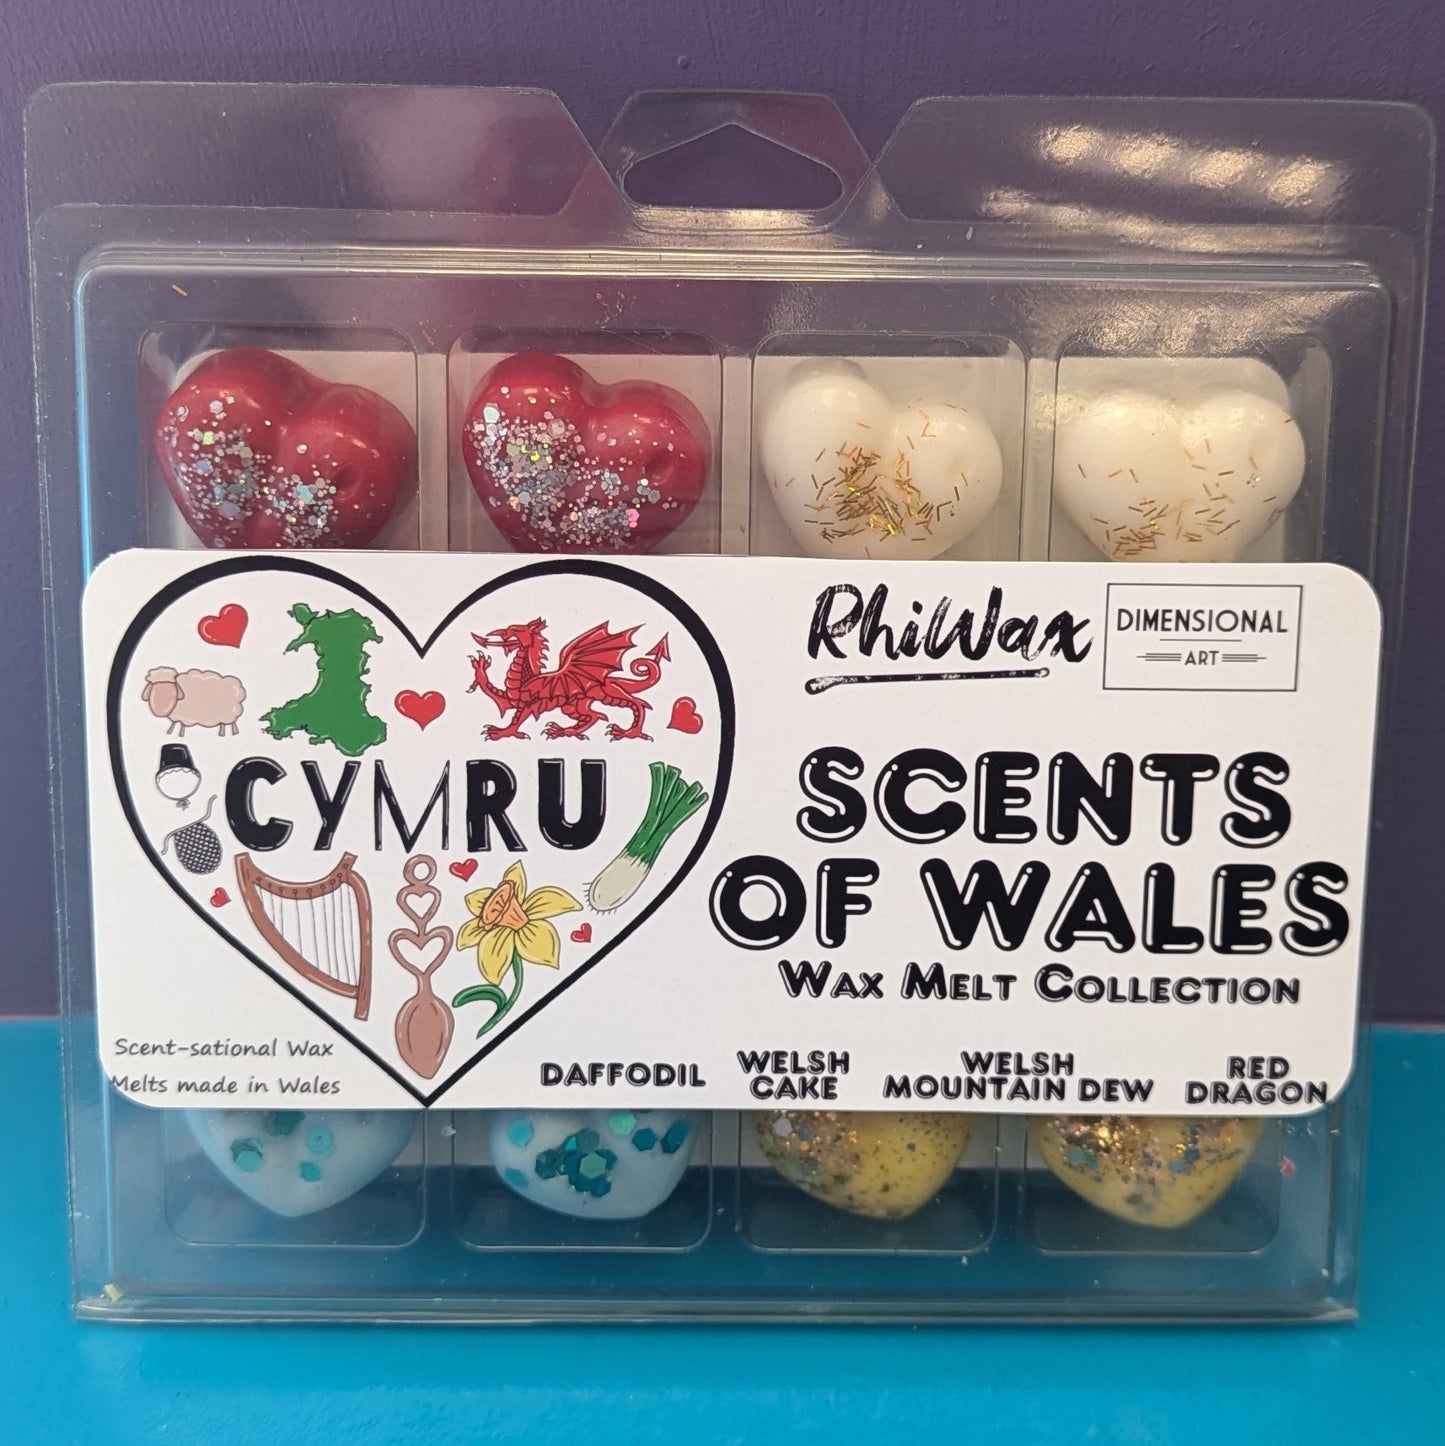 RhiWax
DIMENSIONAL
ART
CYMRU
SCENTS
OF WALES
WAX MELT COLLECTION
Scent-sational Wax
Melts made in Wales
DAFFODIL
WELSH
CAKE
WELSH
MOUNTAIN DEW
RED
DRAGON